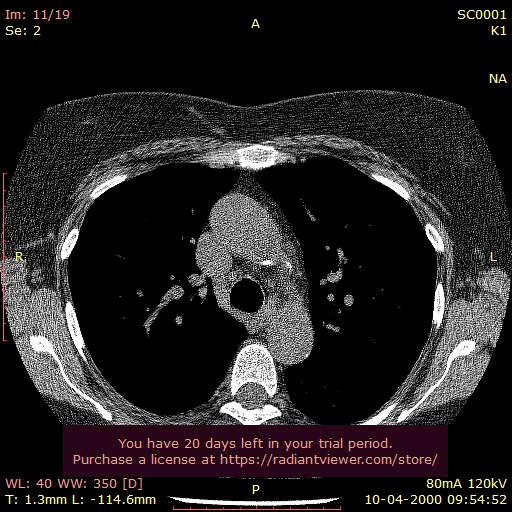 Im: 11/19
Se: 2
A
SC0001
K1
NA
R
L
You have 20 days left in your trial period.
Purchase a license at https://radiantviewer.com/store/
WL: 40 WW: 350 [D]
T: 1.3mm L: -114.6mm
P
80mA 120kV
10-04-2000 09:54:52